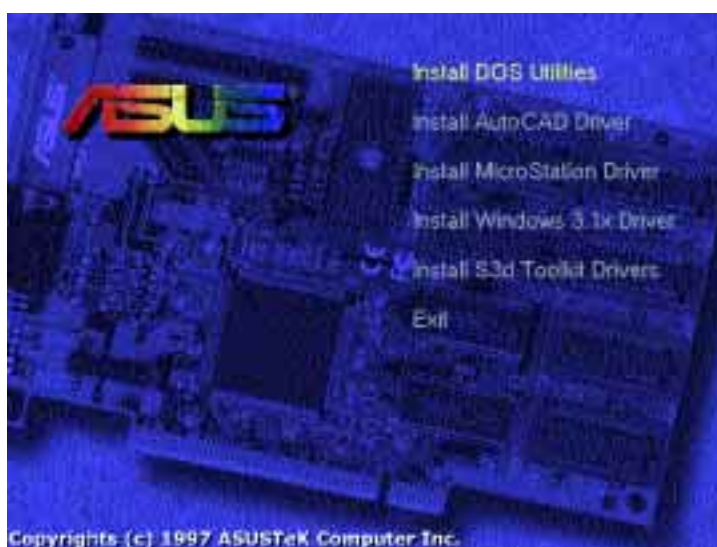 ASUS
ASUS
Install DOS Utilities
Install AutoCAD Driver
Install MicroStation Driver
Install Windows 3.1x Driver
Install S3d Toolkit Drivers
Exit
Copyrights (c) 1997 ASUSTeK Computer Inc.